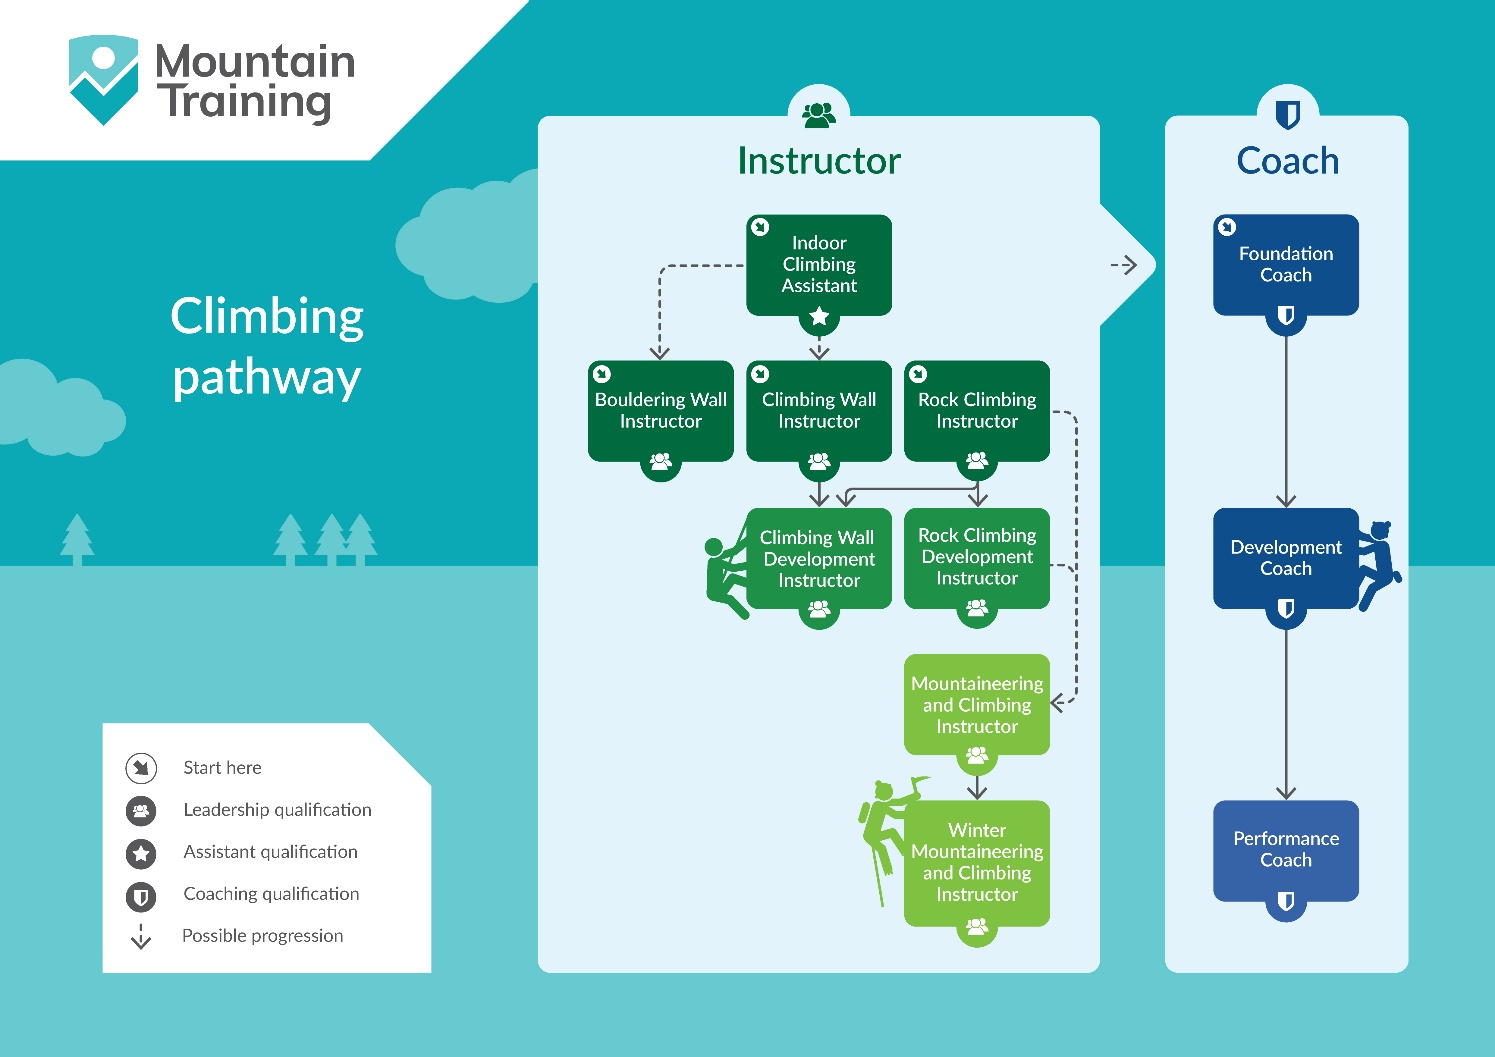 Mountain
Training
Climbing
pathway
Instructor
Indoor
Climbing
Assistant
Bouldering Wall
Instructor
Climbing Wall
Instructor
Rock Climbing
Instructor
Climbing Wall
Development
Instructor
Rock Climbing
Development
Instructor
Mountaineering
and Climbing
Instructor
Winter
Mountaineering
and Climbing
Instructor
Coach
Foundation
Coach
Development
Coach
Performance
Coach
Start here
Leadership qualification
Assistant qualification
Coaching qualification
Possible progression